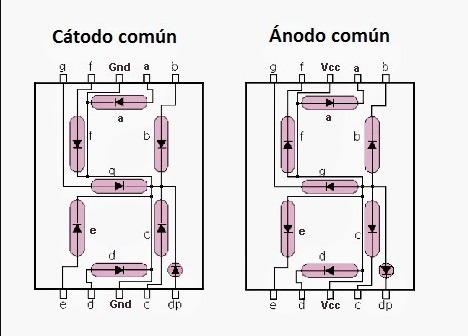 Cátodo común
Ánodo común
g f Gnd a b
g f Vcc a b
a
a
f b
f b
g
g
e c
e c
d
d
e d Gnd c dp
e d Vcc c dp